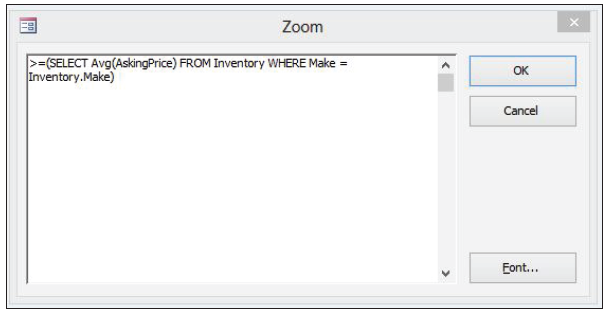 Zoom
>=(SELECT Avg(AskingPrice) FROM Inventory WHERE Make =
Inventory.Make)
OK
Cancel
Font...